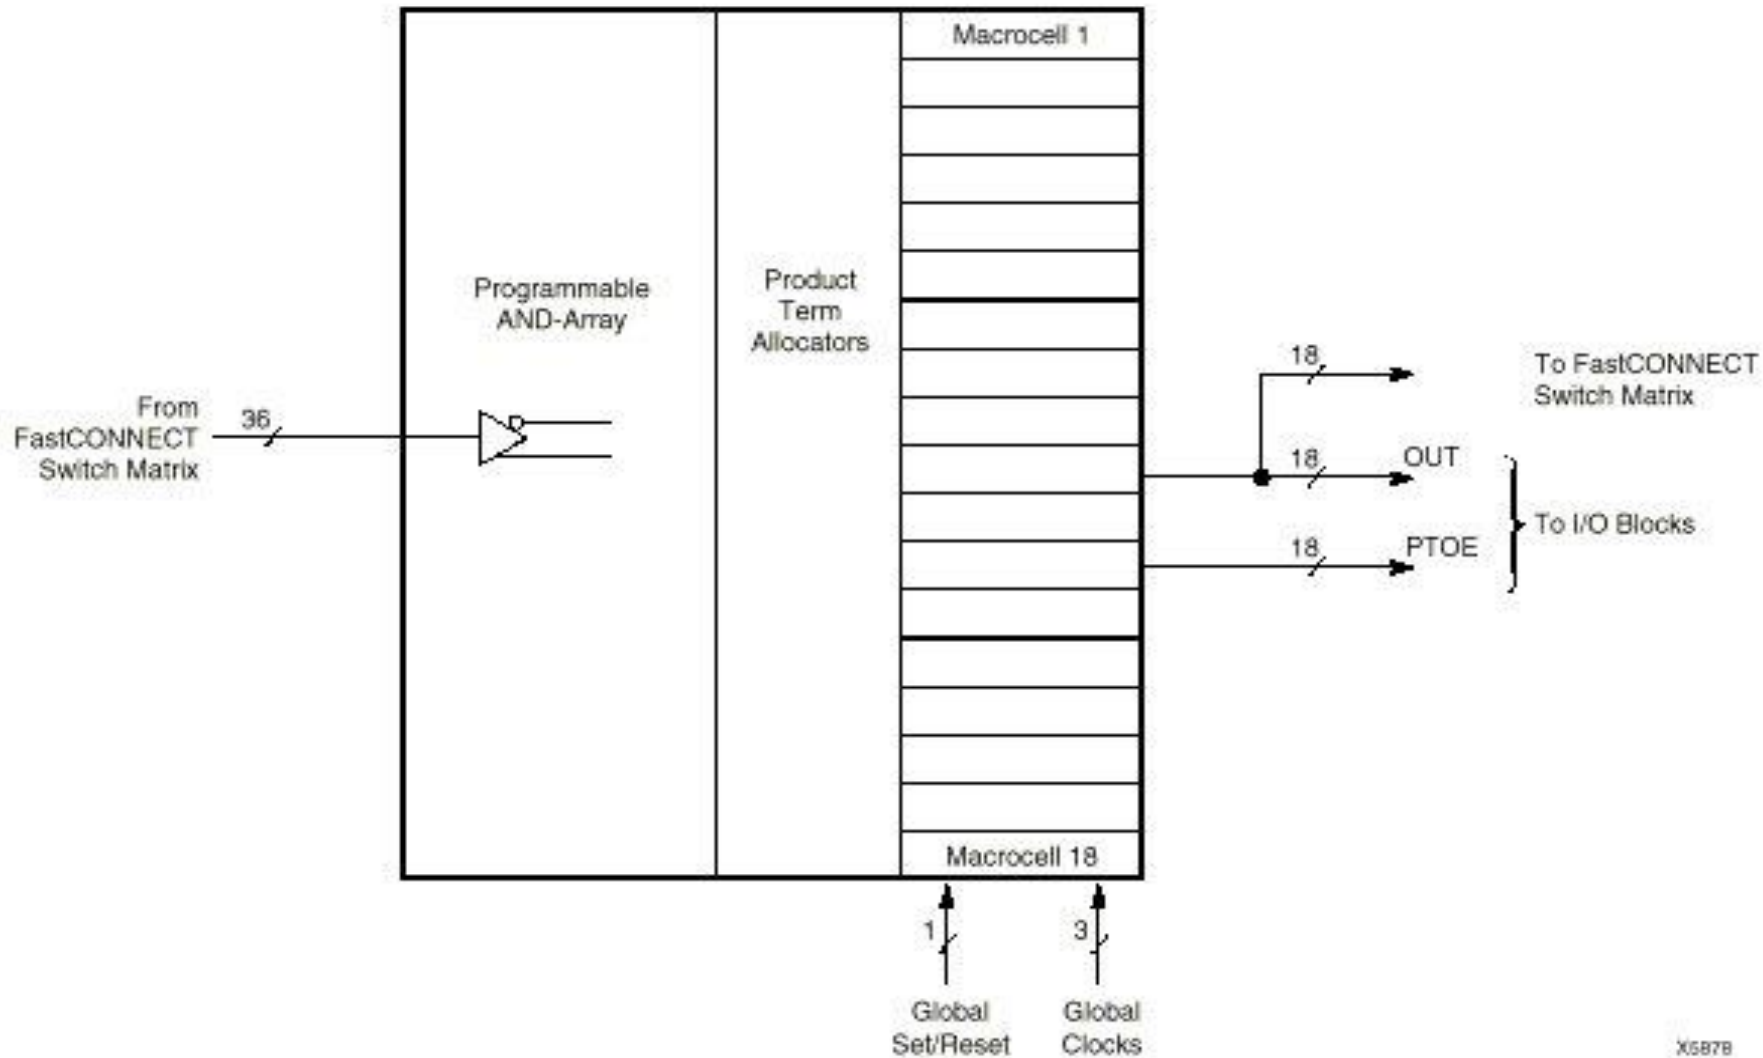 Macrocell 1
Programmable
AND-Array
Product
Term
Allocators
From
FastCONNECT
Switch Matrix
36
18
To FastCONNECT
Switch Matrix
18
OUT
To I/O Blocks
18
PTOE
Macrocell 18
1
3
Global
Set/Reset
Global
Clocks
X5878